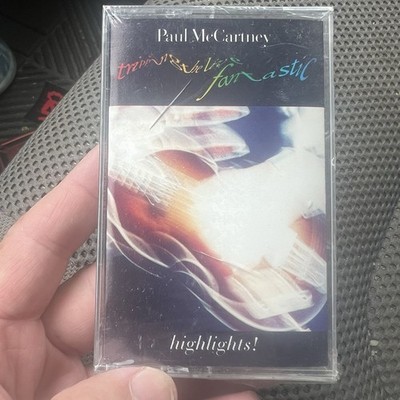 Paul McCartney
tripping the live
fantastic
highlights!